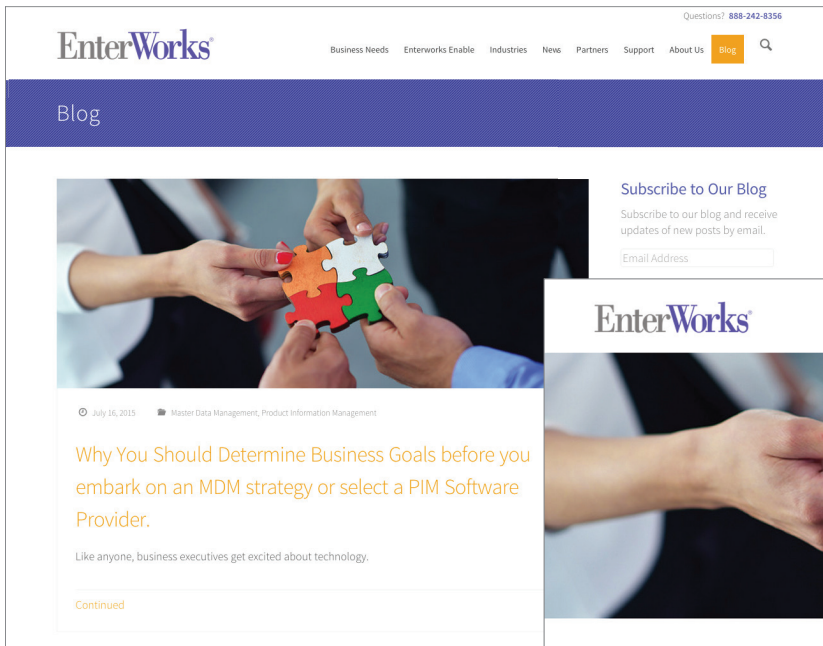 Questions? 888-242-8356
EnterWorks®
Business Needs Enterworks Enable Industries News Partners Support About Us Blog
Blog
Subscribe to Our Blog
Subscribe to our blog and receive
updates of new posts by email.
Email Address
EnterWorks®
July 16, 2015 Master Data Management, Product Information Management
Why You Should Determine Business Goals before you
embark on an MDM strategy or select a PIM Software
Provider.
Like anyone, business executives get excited about technology.
Continued